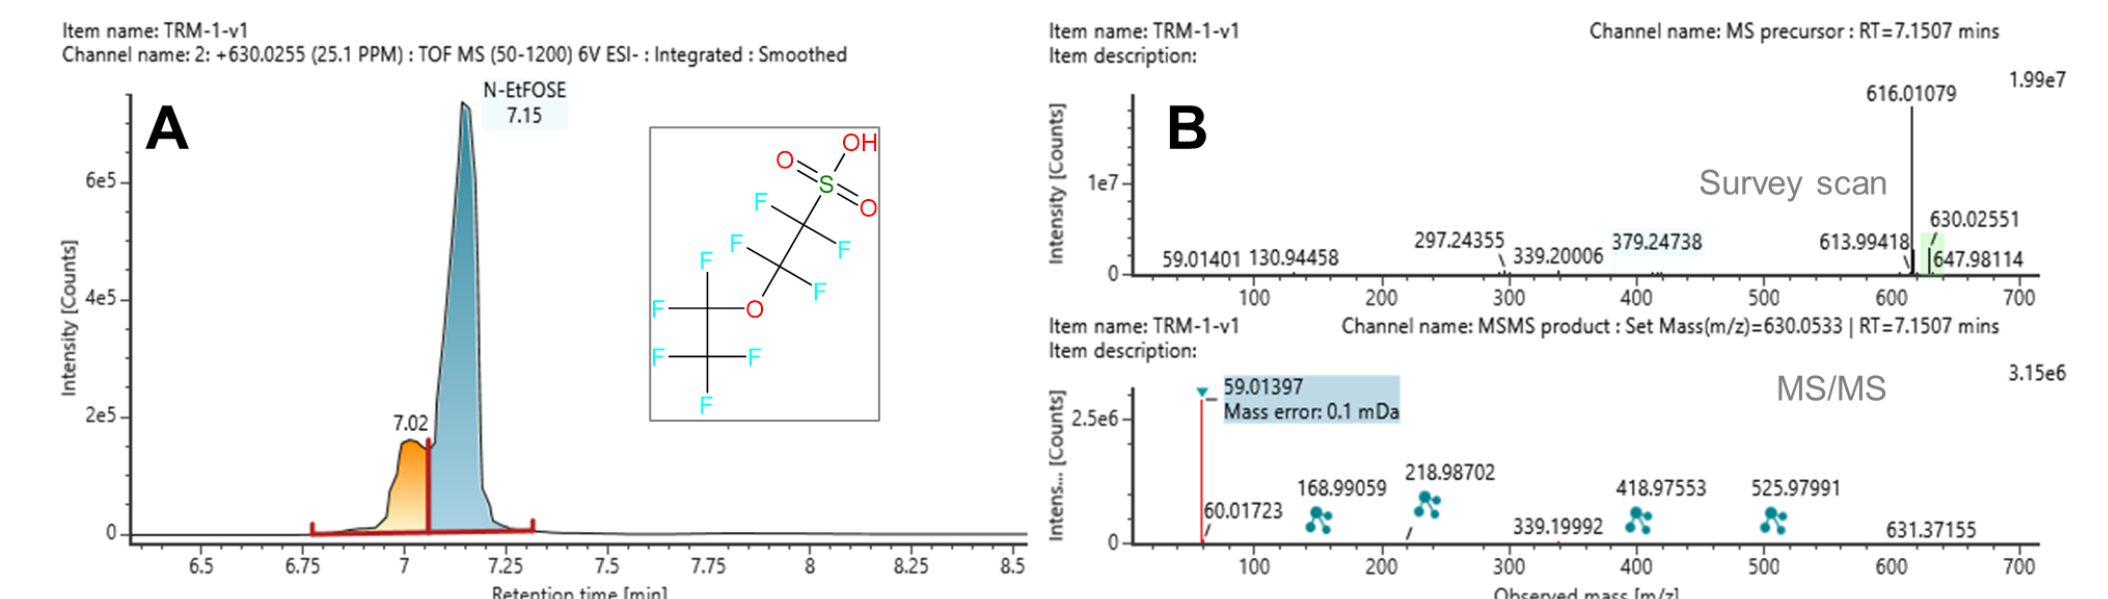 Item name: TRM-1-v1
Channel name: 2: +630.0255 (25.1 PPM) : TOF MS (50-1200) 6V ESI- : Integrated : Smoothed
A
N-EtFOSE
7.15
7.02
OH
O
S
O
F
F
F
F
F
O
F
F
F
F
Intensity [Counts]
6e5
4e5
2e5
0
6.5
6.75
7
7.25
7.5
7.75
8
8.25
8.5
Retention time [min]
Item name: TRM-1-v1
Channel name: MS precursor : RT=7.1507 mins
Item description:
1.99e7
B
616.01079
Survey scan
Intensity [Counts]
1e7
0
59.01401
130.94458
297.24355
339.20006
379.24738
613.99418
630.02551
647.98114
100
200
300
400
500
600
700
Item name: TRM-1-v1
Channel name: MSMS product : Set Mass(m/z)=630.0533 | RT=7.1507 mins
Item description:
3.15e6
MS/MS
59.01397
Mass error: 0.1 mDa
Intens... [Counts]
2.5e6
0
60.01723
168.99059
218.98702
339.19992
418.97553
525.97991
631.37155
100
200
300
400
500
600
700
Observed mass [m/z]